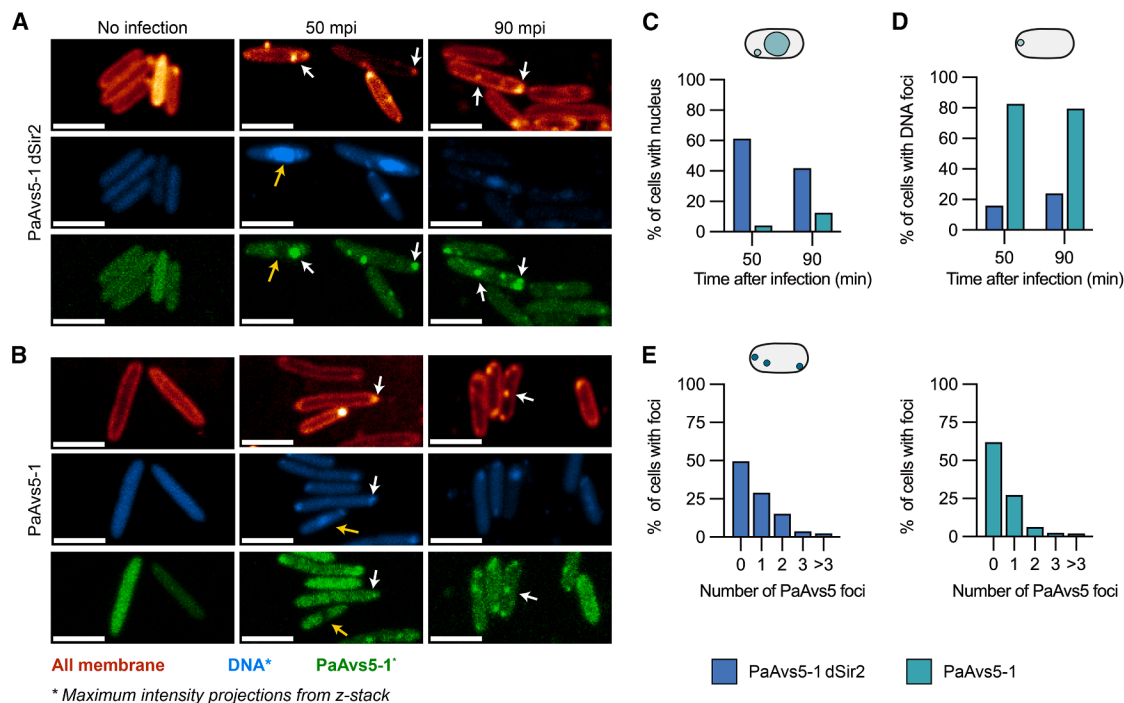 A
No infection
50 mpi
90 mpi
PaAvs5-1 dSir2
B
PaAvs5-1
All membrane
DNA*
PaAvs5-1*
* Maximum intensity projections from z-stack
C
% of cells with nucleus
100
80
60
40
20
0
50
90
Time after infection (min)
D
% of cells with DNA foci
100
80
60
40
20
0
50
90
Time after infection (min)
E
% of cells with foci
100
75
50
25
0
0 1 2 3 >3
Number of PaAvs5 foci
% of cells with foci
100
75
50
25
0
0 1 2 3 >3
Number of PaAvs5 foci
PaAvs5-1 dSir2
PaAvs5-1